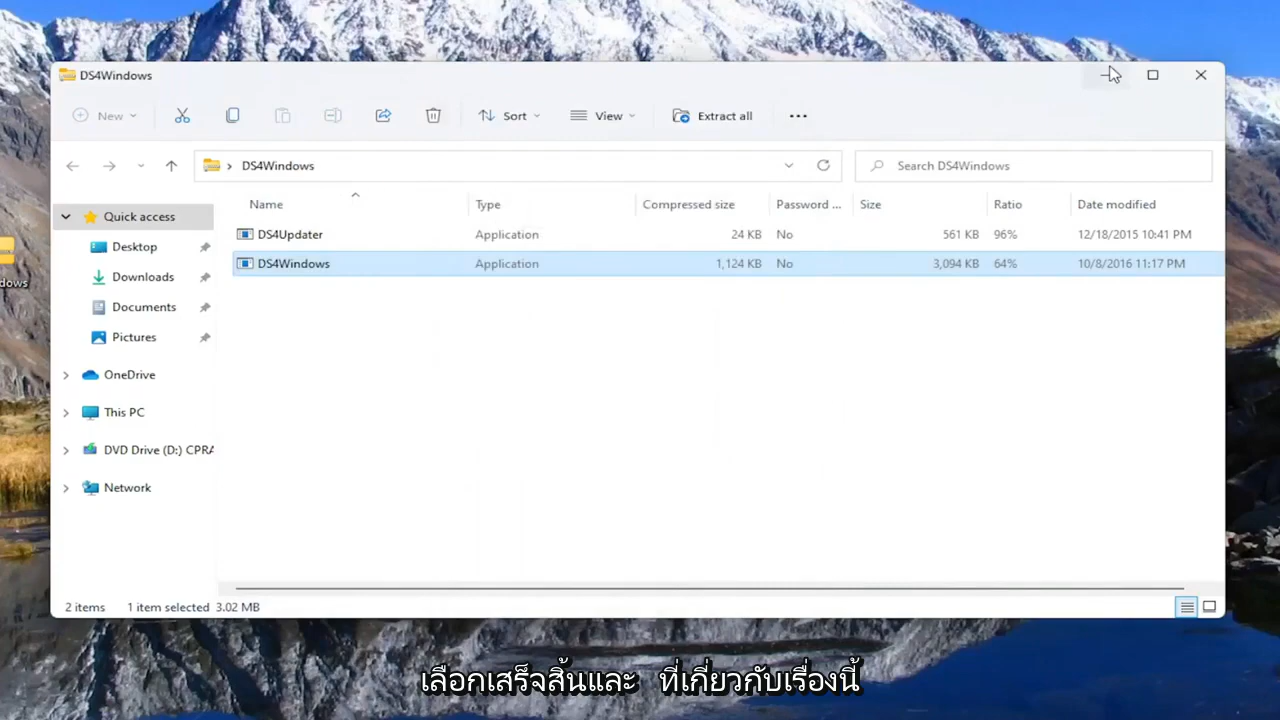 DS4Windows
New
Sort
View
Extract all
DS4Windows
Search DS4Windows
Name Type Compressed size Password ... Size Ratio Date modified
Quick access
DS4Updater Application 24 KB No 561 KB 96% 12/18/2015 10:41 PM
Desktop
DS4Windows Application 1,124 KB No 3,094 KB 64% 10/8/2016 11:17 PM
Downloads
dows
Documents
Pictures
OneDrive
This PC
DVD Drive (D:) CPRA
Network
2 items 1 item selected 3.02 MB
เลือกเสร็จสิ้นและ ที่เกี่ยวกับเรื่องนี้